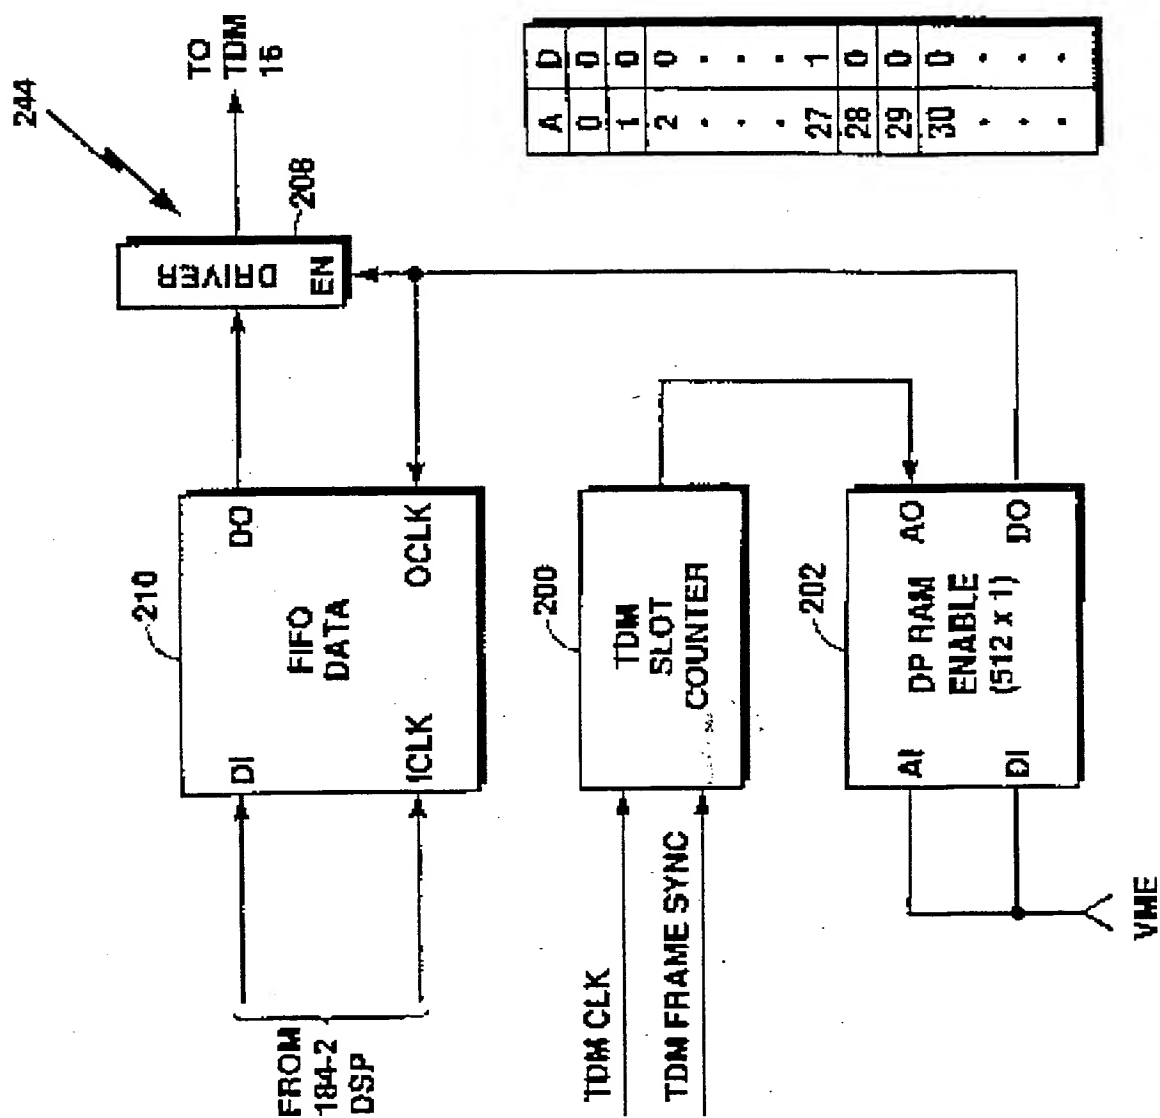 244
TO
TDM
16
DRIVER
EN
208
210
DI
DO
FIFO
DATA
ICLK
OCLK
FROM
184-2
DSP
TDM CLK
TDM FRAME SYNC
200
TDM
SLOT
COUNTER
202
AI
AO
DP RAM
ENABLE
(512 x 1)
DI
DO
VME
A D
0 0
1 0
2 0
. .
. .
. .
27 1
28 0
29 0
30 0
. .
. .
. .